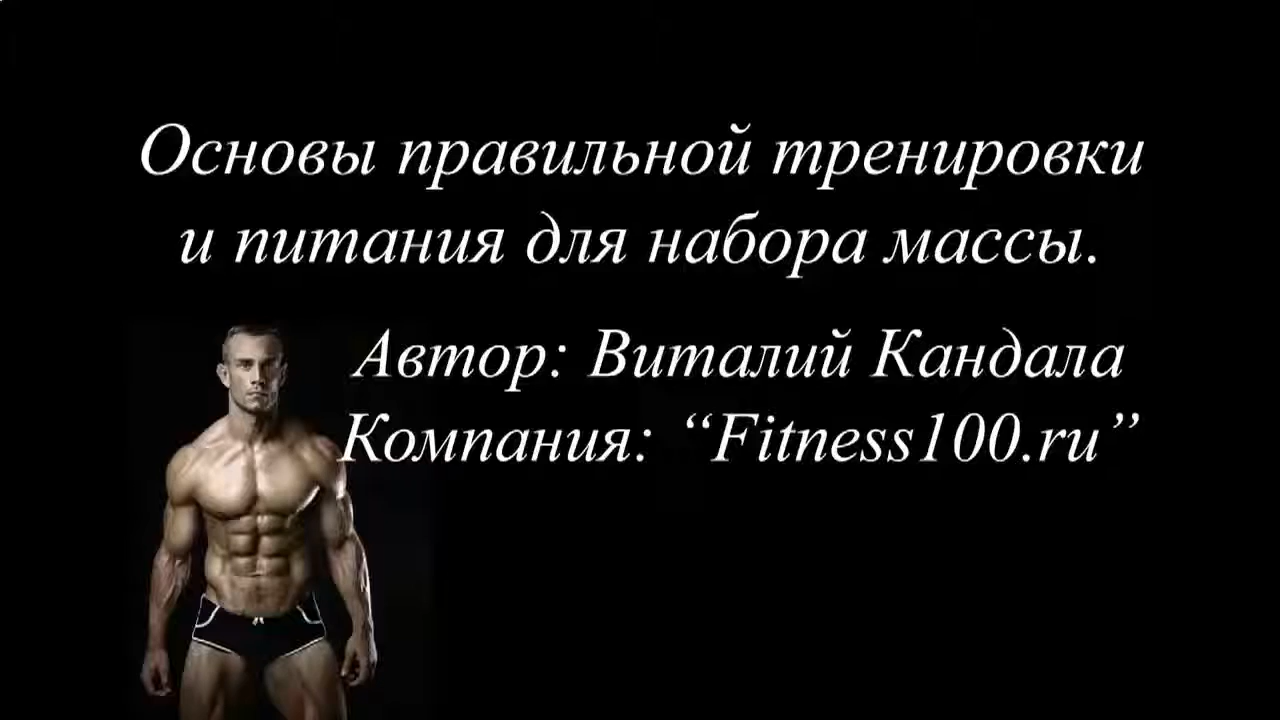 Основы правильной тренировки
и питания для набора массы.
Автор: Виталий Кандала
Компания: “Fitness100.ru”